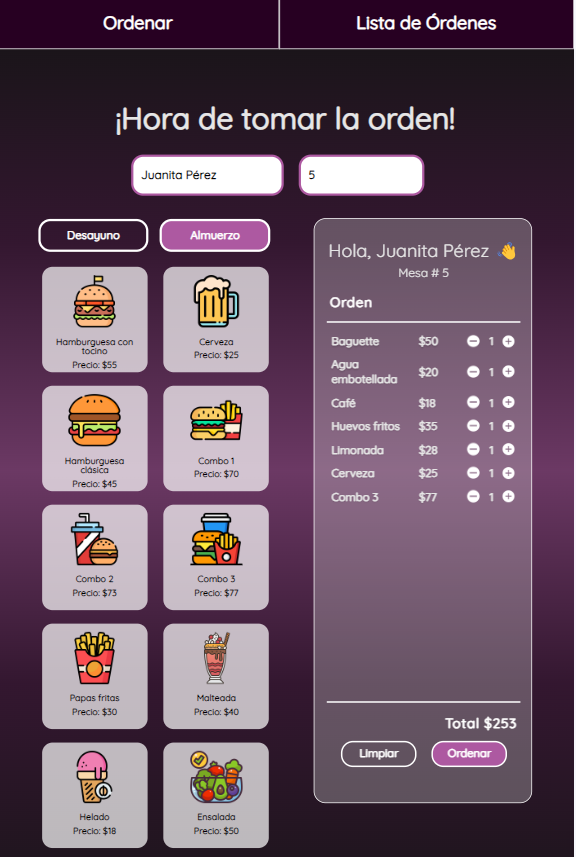 Ordenar
Lista de Órdenes
¡Hora de tomar la orden!
Juanita Pérez
5
Desayuno
Almuerzo
Hamburguesa con
tocino
Precio: $55
Cerveza
Precio: $25
Hamburguesa
clásica
Precio: $45
Combo 1
Precio: $70
Combo 2
Precio: $73
Combo 3
Precio: $77
Papas fritas
Precio: $30
Malteada
Precio: $40
Helado
Precio: $18
Ensalada
Precio: $50
Hola, Juanita Pérez 👋
Mesa # 5
Orden
Baguette $50 1
Agua
embotellada $20 1
Café $18 1
Huevos fritos $35 1
Limonada $28 1
Cerveza $25 1
Combo 3 $77 1
Total $253
Limpiar
Ordenar